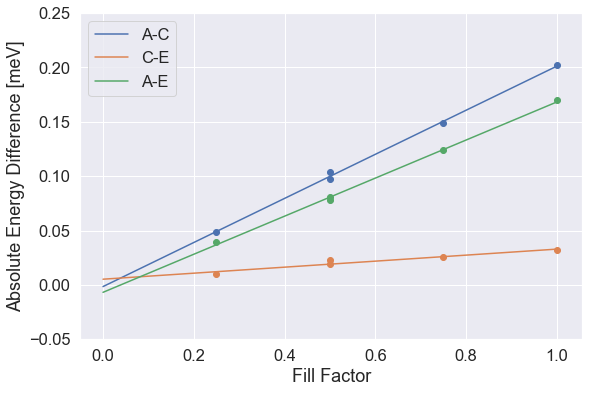 0.25
0.20
0.15
0.10
0.05
0.00
−0.05
Absolute Energy Difference [meV]
A-C
C-E
A-E
0.0 0.2 0.4 0.6 0.8 1.0
Fill Factor